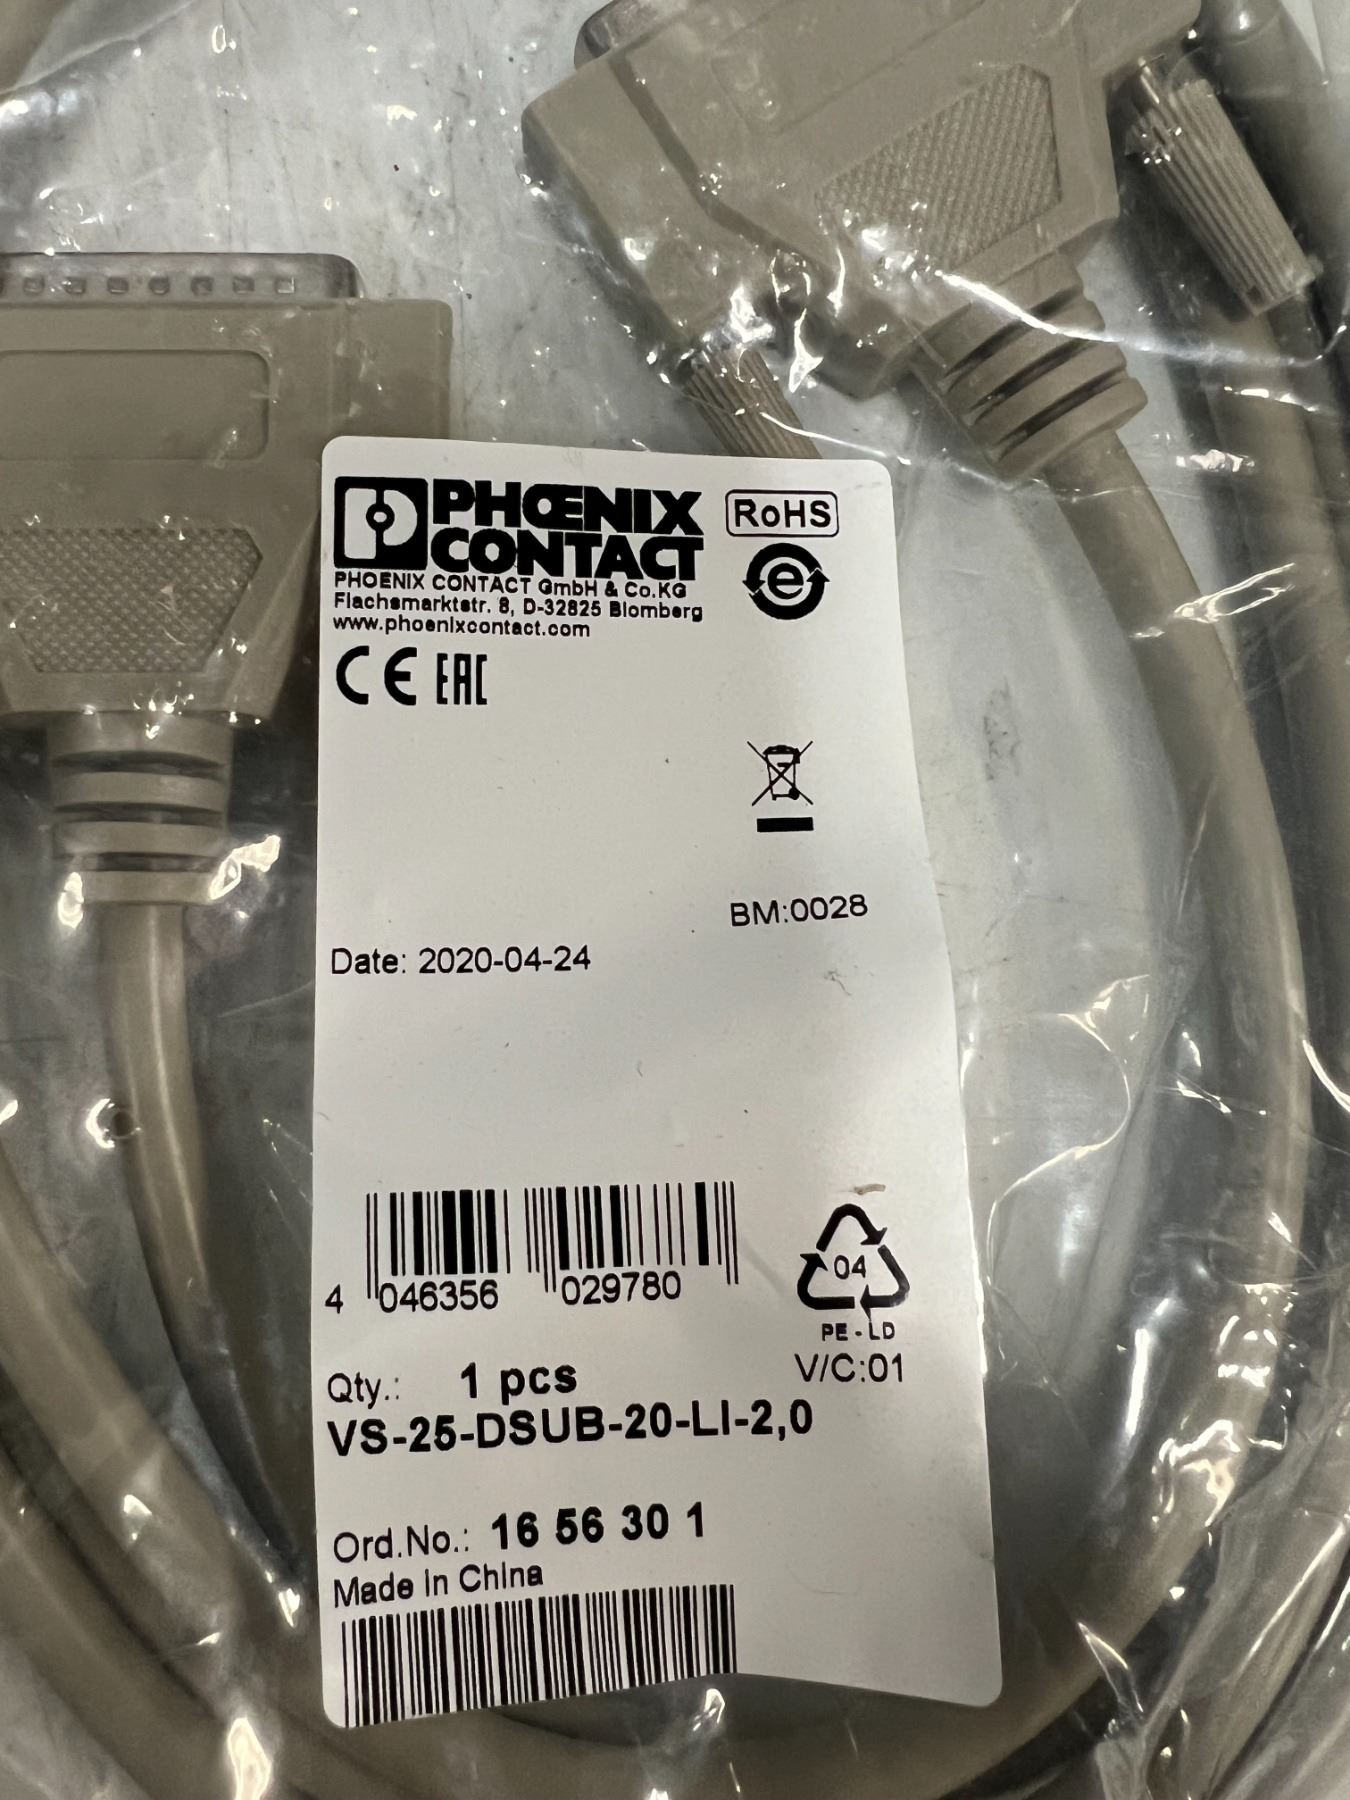 PHŒNIX
CONTACT
RoHS
e
PHOENIX CONTACT GmbH & Co.KG
Flachsmarktstr. 8, D-32825 Blomberg
www.phoenixcontact.com
CE EAC
BM:0028
Date: 2020-04-24
4 046356 029780
04
PE-LD
V/C:01
Qty.: 1 pcs
VS-25-DSUB-20-LI-2,0
Ord.No.: 16 56 30 1
Made in China